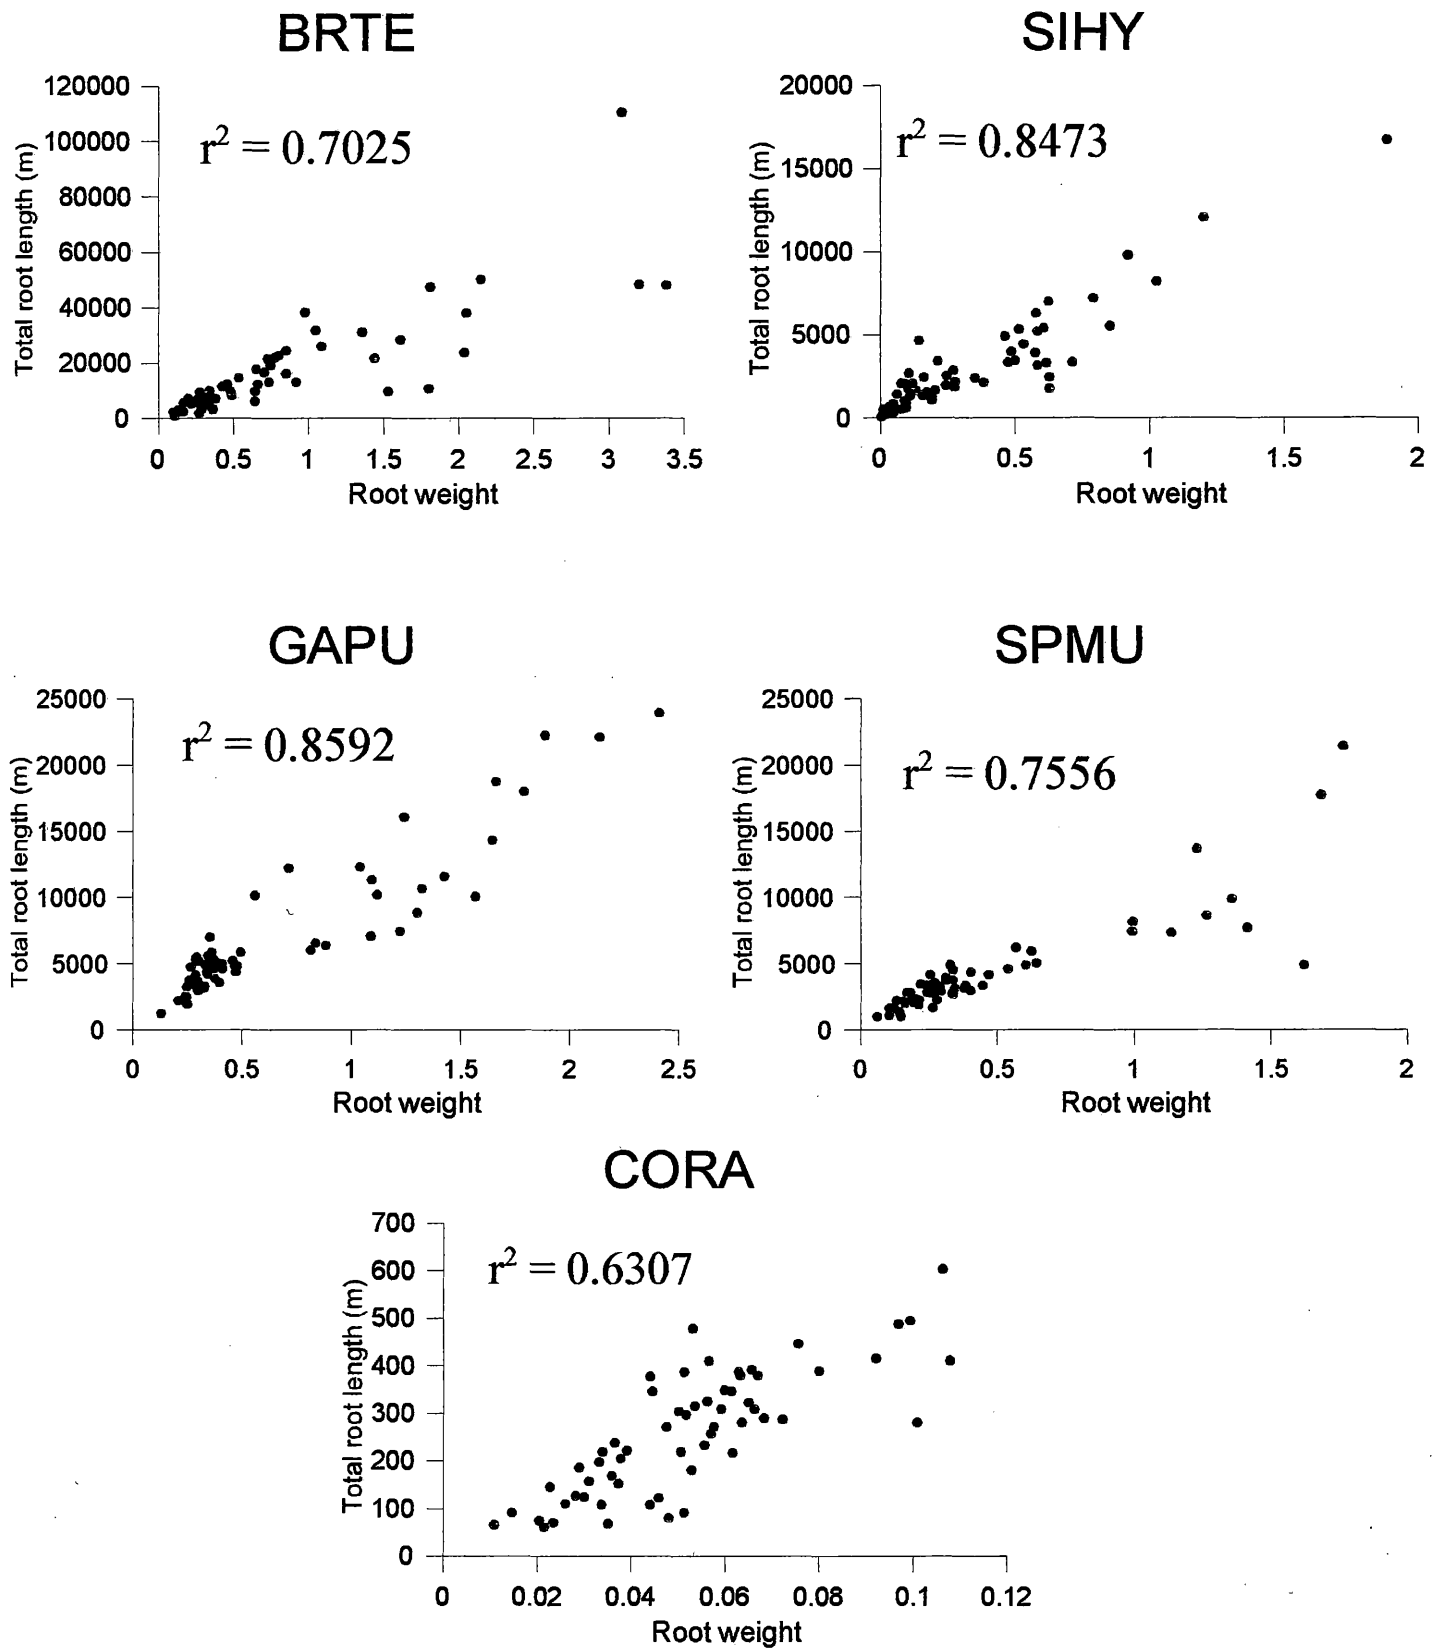 BRTE
120000
100000
80000
60000
40000
20000
0
Total root length (m)
r² = 0.7025
0 0.5 1 1.5 2 2.5 3 3.5
Root weight
SIHY
20000
15000
10000
5000
0
Total root length (m)
r² = 0.8473
0 0.5 1 1.5 2
Root weight
GAPU
25000
20000
15000
10000
5000
0
Total root length (m)
r² = 0.8592
0 0.5 1 1.5 2 2.5
Root weight
SPMU
25000
20000
15000
10000
5000
0
Total root length (m)
r² = 0.7556
0 0.5 1 1.5 2
Root weight
CORA
700
600
500
400
300
200
100
0
Total root length (m)
r² = 0.6307
0 0.02 0.04 0.06 0.08 0.1 0.12
Root weight